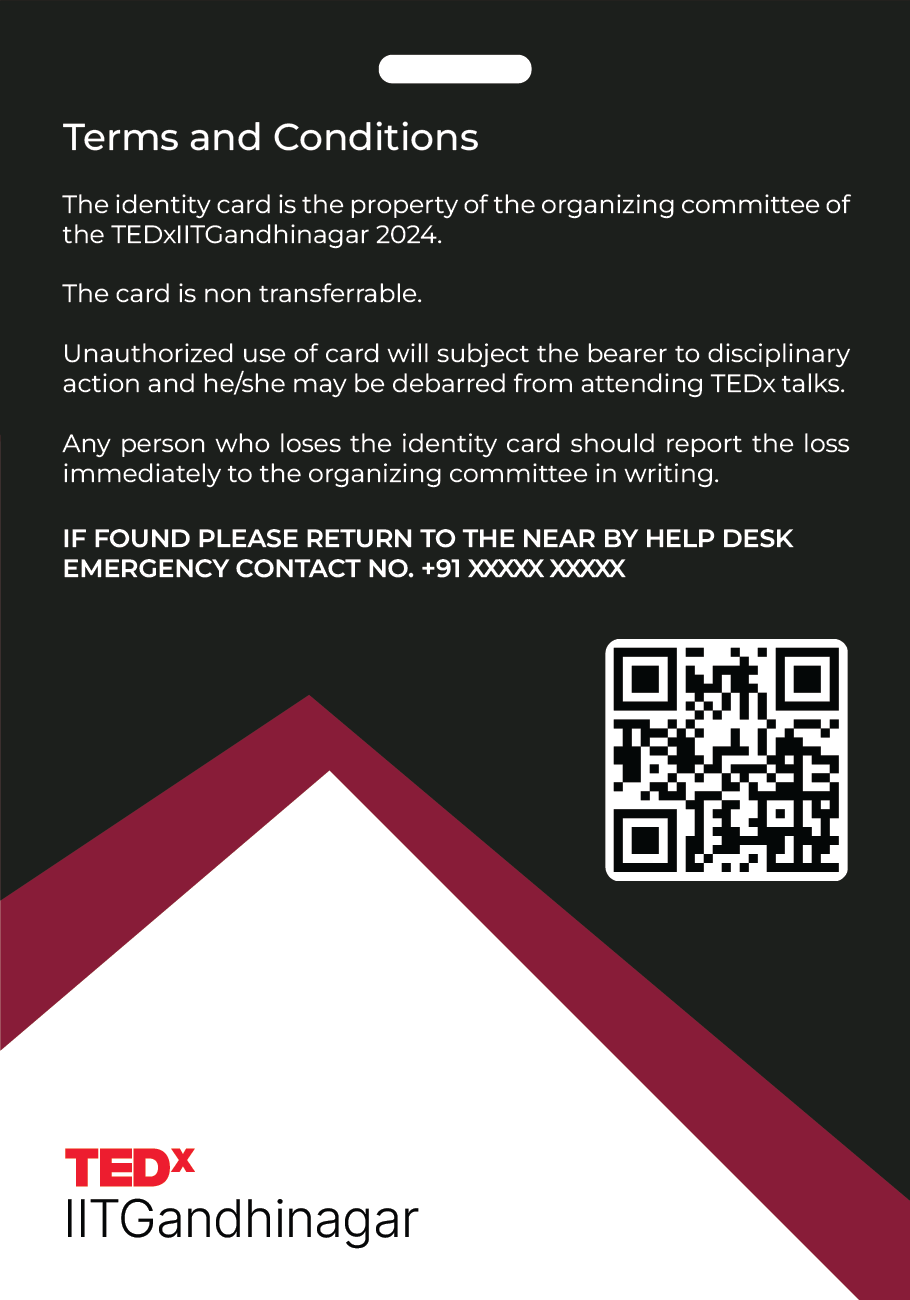 Terms and Conditions
The identity card is the property of the organizing committee of
the TEDxIITGandhinagar 2024.
The card is non transferrable.
Unauthorized use of card will subject the bearer to disciplinary
action and he/she may be debarred from attending TEDx talks.
Any person who loses the identity card should report the loss
immediately to the organizing committee in writing.
IF FOUND PLEASE RETURN TO THE NEAR BY HELP DESK
EMERGENCY CONTACT NO. +91 XXXXX XXXXX
TEDx
IITGandhinagar